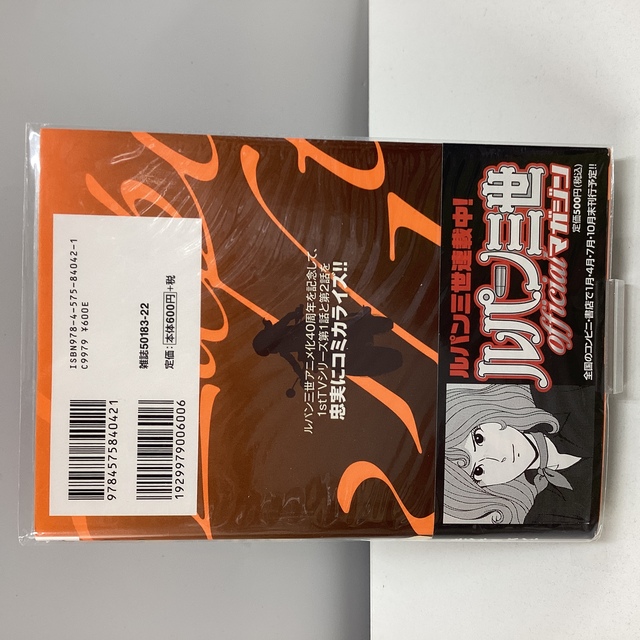 ISBN978-4-575-84042-1
C9979 ¥600E
雑誌50183-22
定価:本体600円+税
9784575840421
1929979006006
ルパン三世アニメ化40周年を記念して、
1stTVシリーズ第1話と第2話を
忠実にコミカライズ!!
ルパン三世連載中!
ルパン三世
officialマガジン
定価500円(税込)
全国のコンビニ・書店で1月・4月・7月・10月末刊行予定!!